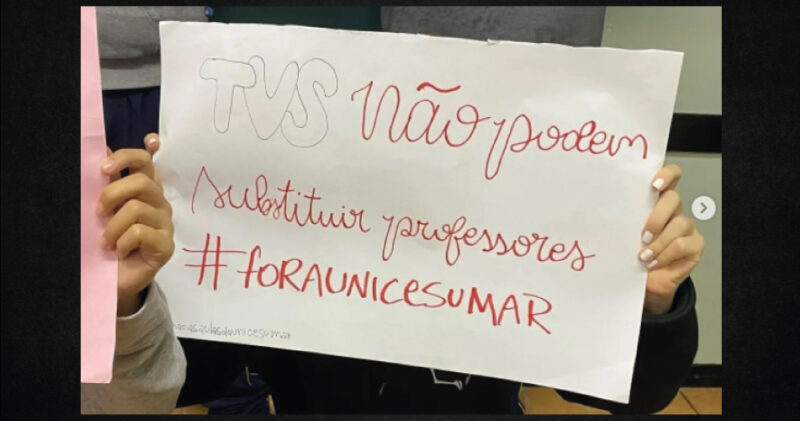 TVS não podem
substituir professores
#foraUNICESUMAR